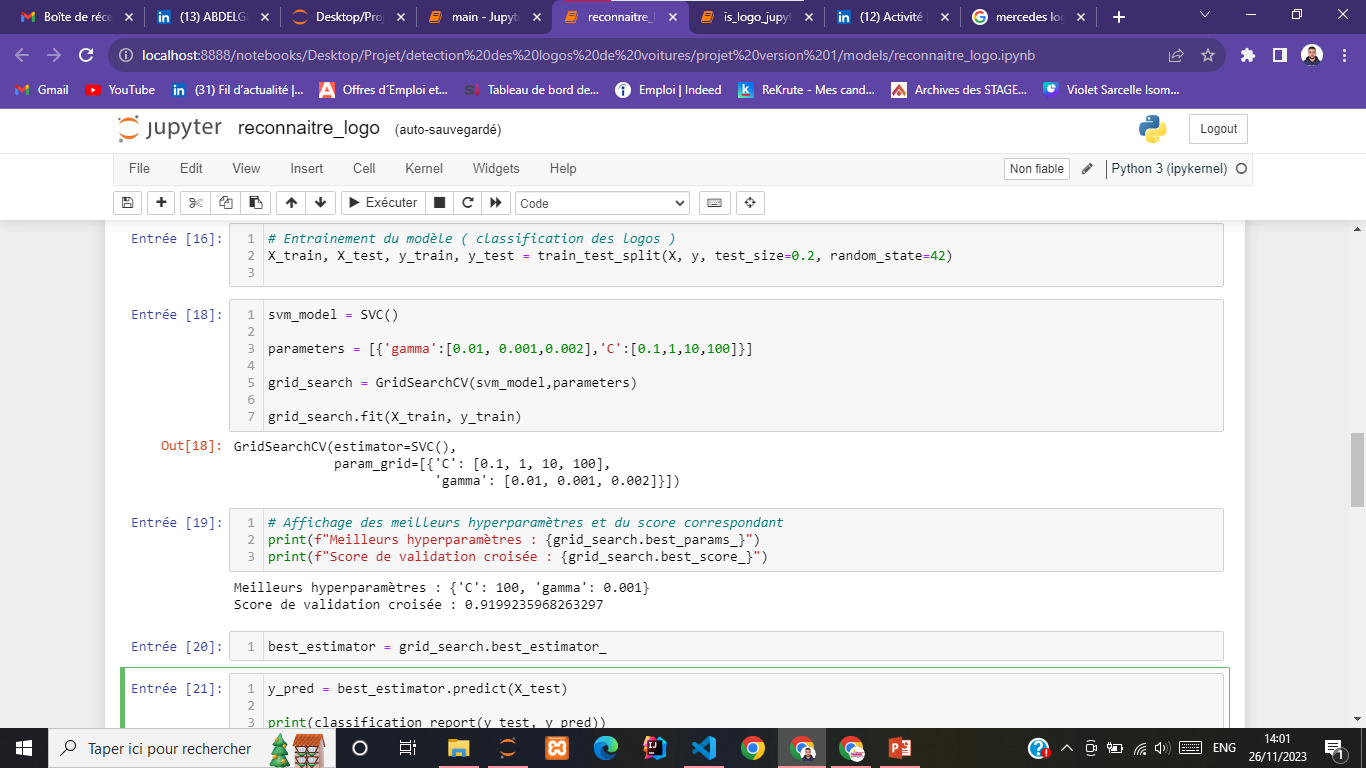 Boîte de réce
(13) ABDELGI
Desktop/Proj
main - Jupyt
reconnaitre_l
is_logo_jupyt
(12) Activité
mercedes log
localhost:8888/notebooks/Desktop/Projet/detection%20des%20logos%20de%20voitures/projet%20version%201/models/reconnaitre_logo.ipynb
Gmail
YouTube
(31) Fil d'actualité |...
Offres d'Emploi et...
Tableau de bord de...
Emploi | Indeed
ReKrute - Mes cand...
Archives des STAGE...
Violet Sarcelle Isom...
jupyter reconnaitre_logo (auto-sauvegardé)
Logout
File Edit View Insert Cell Kernel Widgets Help
Non fiable
Python 3 (ipykernel)
Exécuter
Code
Entrée [16]:
1 # Entrainement du modèle ( classification des logos )
2 X_train, X_test, y_train, y_test = train_test_split(X, y, test_size=0.2, random_state=42)
3
Entrée [18]:
1 svm_model = SVC()
2
3 parameters = [{'gamma':[0.01, 0.001,0.002],'C':[0.1,1,10,100]}]
4
5 grid_search = GridSearchCV(svm_model,parameters)
6
7 grid_search.fit(X_train, y_train)
Out[18]: GridSearchCV(estimator=SVC(),
param_grid=[{'C': [0.1, 1, 10, 100],
'gamma': [0.01, 0.001, 0.002]}])
Entrée [19]:
1 # Affichage des meilleurs hyperparamètres et du score correspondant
2 print(f"Meilleurs hyperparamètres : {grid_search.best_params_}")
3 print(f"Score de validation croisée : {grid_search.best_score_}")
Meilleurs hyperparamètres : {'C': 100, 'gamma': 0.001}
Score de validation croisée : 0.9199235968263297
Entrée [20]:
1 best_estimator = grid_search.best_estimator_
Entrée [21]:
1 y_pred = best_estimator.predict(X_test)
2
3 print(classification_report(y_test, y_pred))
Taper ici pour rechercher
ENG
14:01
26/11/2023
1